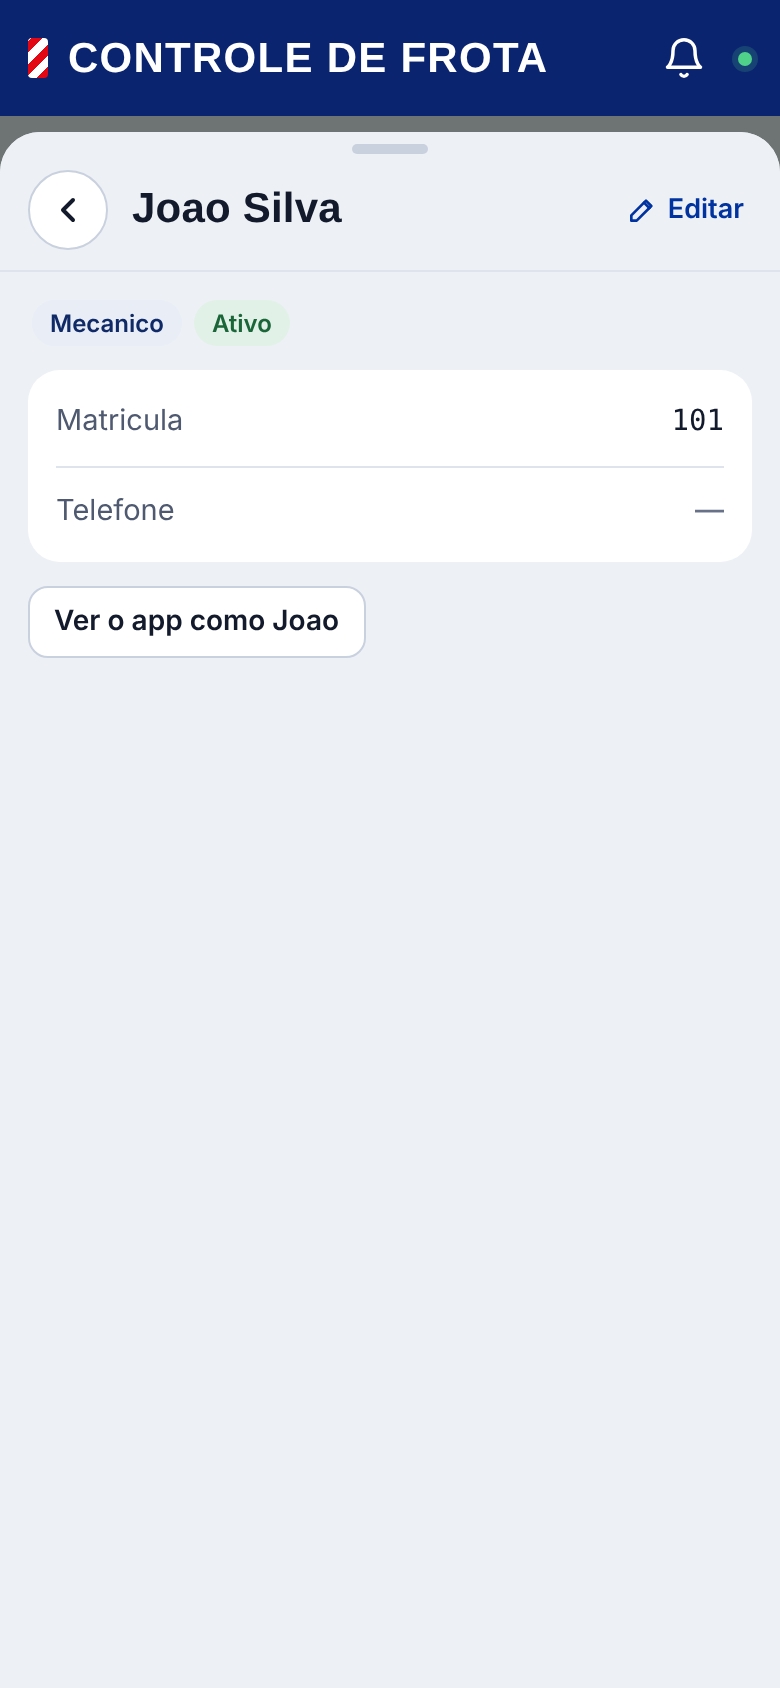 CONTROLE DE FROTA
Joao Silva
Editar
Mecanico Ativo
Matricula 101
Telefone —
Ver o app como Joao